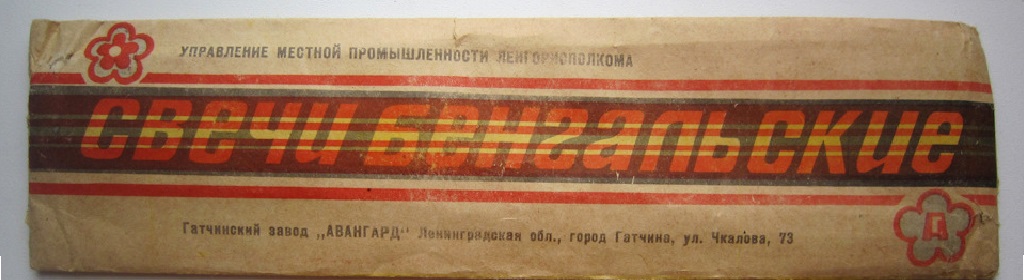 УПРАВЛЕНИЕ МЕСТНОЙ ПРОМЫШЛЕННОСТИ ЛЕНГОРИСПОЛКОМА
СВЕЧИ БЕНГАЛЬСКИЕ
Гатчинский завод „АВАНГАРД" Ленинградская обл., город Гатчина, ул. Чкалова, 73
Д